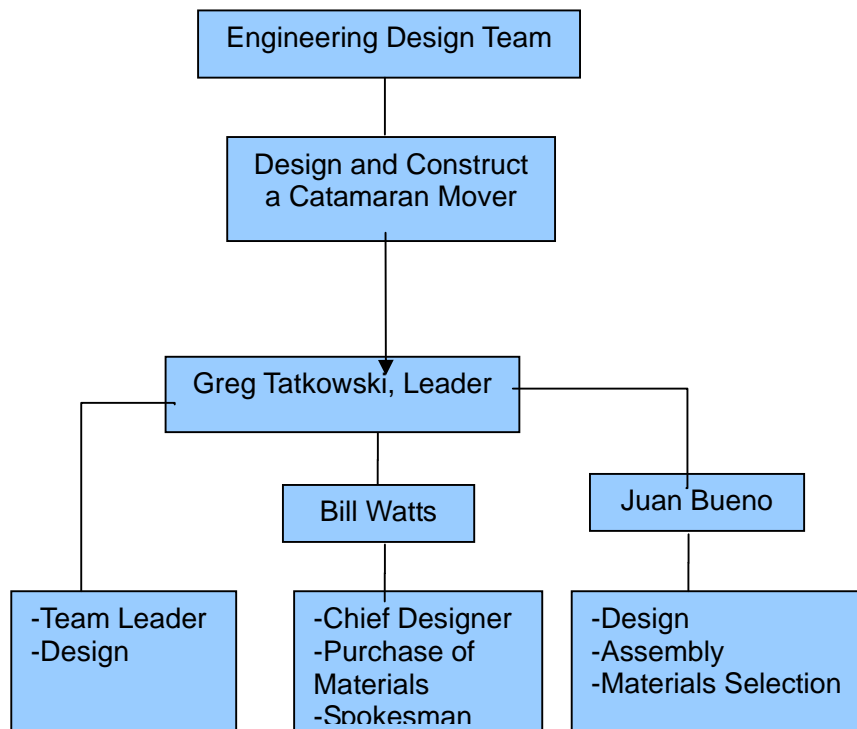 Engineering Design Team
Design and Construct
a Catamaran Mover
Greg Tatkowski, Leader
Bill Watts
Juan Bueno
-Team Leader
-Design
-Chief Designer
-Purchase of
Materials
-Spokesman
-Design
-Assembly
-Materials Selection